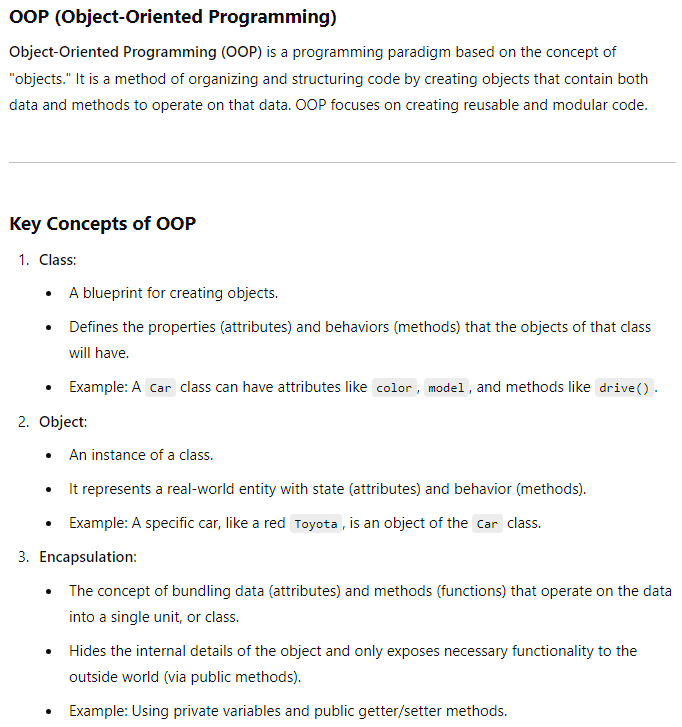 OOP (Object-Oriented Programming)
Object-Oriented Programming (OOP) is a programming paradigm based on the concept of
"objects." It is a method of organizing and structuring code by creating objects that contain both
data and methods to operate on that data. OOP focuses on creating reusable and modular code.
Key Concepts of OOP
1. Class:
• A blueprint for creating objects.
• Defines the properties (attributes) and behaviors (methods) that the objects of that class
will have.
• Example: A Car class can have attributes like color, model, and methods like drive().
2. Object:
• An instance of a class.
• It represents a real-world entity with state (attributes) and behavior (methods).
• Example: A specific car, like a red Toyota, is an object of the Car class.
3. Encapsulation:
• The concept of bundling data (attributes) and methods (functions) that operate on the data
into a single unit, or class.
• Hides the internal details of the object and only exposes necessary functionality to the
outside world (via public methods).
• Example: Using private variables and public getter/setter methods.